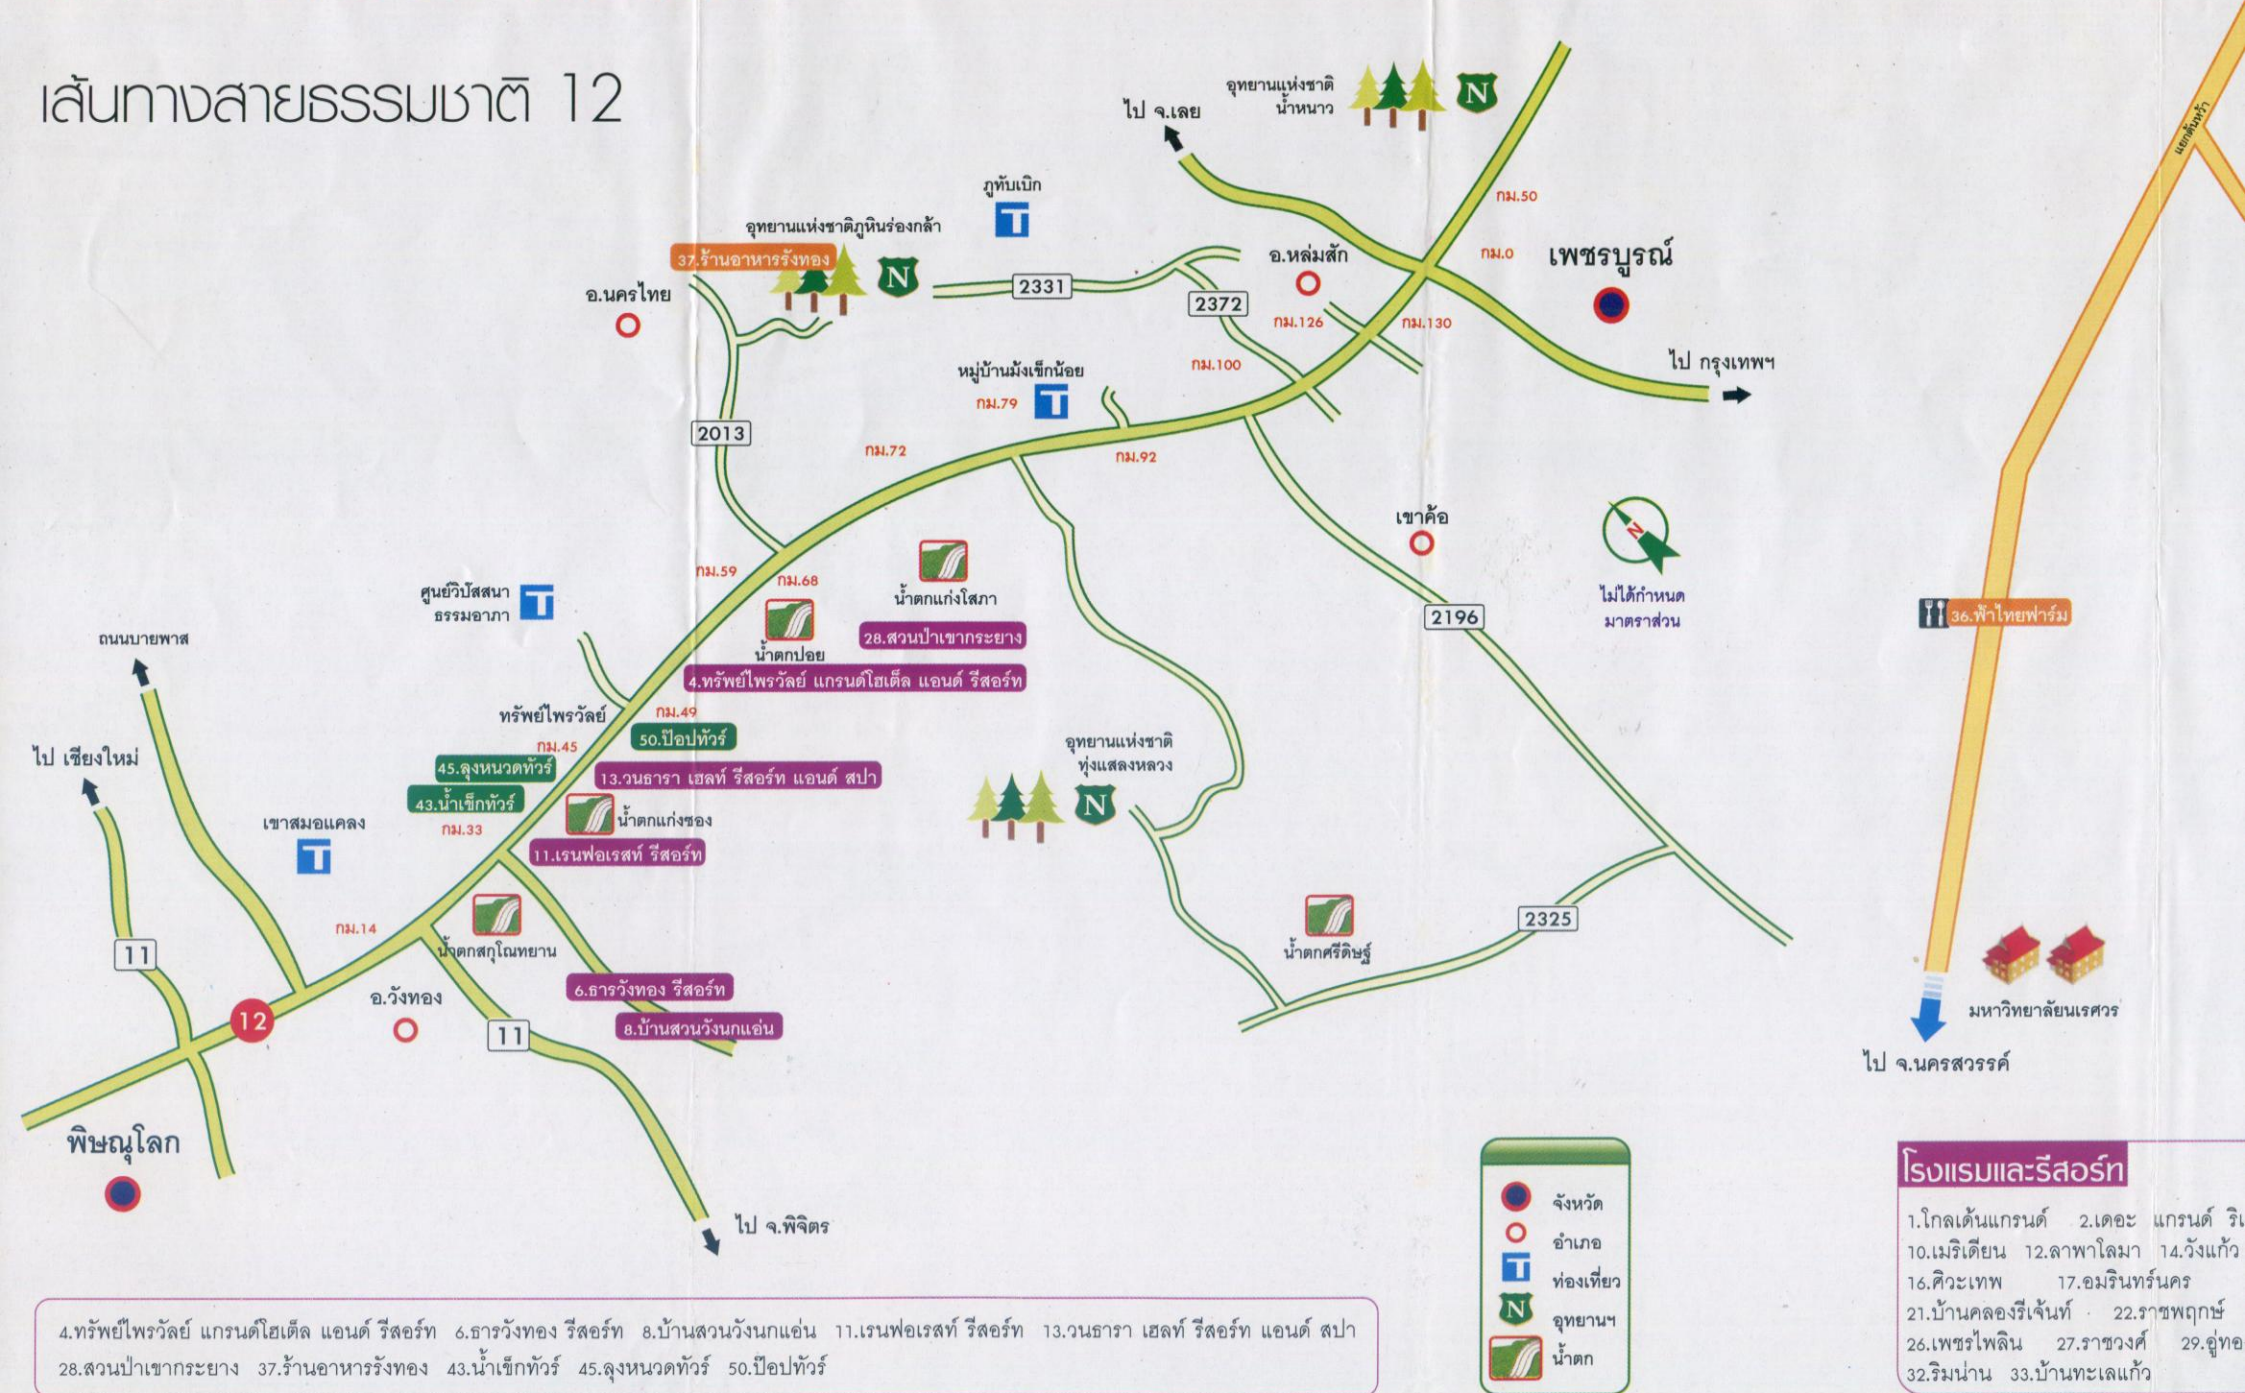 เส้นทางสายธรรมชาติ 12
อุทยานแห่งชาติ
น้ำหนาว
N
ไป จ.เลย
แยกต้นหว้า
กม.50
ภูทับเบิก
T
อุทยานแห่งชาติภูหินร่องกล้า
37.ร้านอาหารรังทอง
N
อ.หล่มสัก
กม.0
เพชรบูรณ์
อ.นครไทย
2331
2372
กม.126
กม.130
ไป กรุงเทพฯ
กม.100
หมู่บ้านม้งเข็กน้อย
กม.79
T
2013
กม.72
กม.92
เขาค้อ
N
ไม่ได้กำหนด
มาตราส่วน
กม.59
กม.68
น้ำตกแก่งโสภา
28.สวนป่าเขากระยาง
น้ำตกปอย
4.ทรัพย์ไพรวัลย์ แกรนด์โฮเต็ล แอนด์ รีสอร์ท
ศูนย์วิปัสสนา
ธรรมอาภา
T
2196
36.ฟ้าไทยฟาร์ม
ถนนบายพาส
ทรัพย์ไพรวัลย์
กม.49
50.ป๊อปทัวร์
กม.45
45.ลุงหนวดทัวร์
13.วนธารา เฮลท์ รีสอร์ท แอนด์ สปา
43.น้ำเข็กทัวร์
กม.33
น้ำตกแก่งซอง
11.เรนฟอเรสท์ รีสอร์ท
ไป เชียงใหม่
เขาสมอแคลง
T
อุทยานแห่งชาติ
ทุ่งแสลงหลวง
N
กม.14
น้ำตกสกุโณทยาน
11
6.ธารวังทอง รีสอร์ท
8.บ้านสวนวังนกแอ่น
อ.วังทอง
12
11
น้ำตกศรีดิษฐ์
2325
มหาวิทยาลัยนเรศวร
ไป จ.นครสวรรค์
พิษณุโลก
ไป จ.พิจิตร
จังหวัด
อำเภอ
T ท่องเที่ยว
N อุทยานฯ
น้ำตก
4.ทรัพย์ไพรวัลย์ แกรนด์โฮเต็ล แอนด์ รีสอร์ท 6.ธารวังทอง รีสอร์ท 8.บ้านสวนวังนกแอ่น 11.เรนฟอเรสท์ รีสอร์ท 13.วนธารา เฮลท์ รีสอร์ท แอนด์ สปา
28.สวนป่าเขากระยาง 37.ร้านอาหารรังทอง 43.น้ำเข็กทัวร์ 45.ลุงหนวดทัวร์ 50.ป๊อปทัวร์
โรงแรมและรีสอร์ท
1.โกลเด้นแกรนด์ 2.เดอะ แกรนด์
10.เมริเดียน 12.ลาพาโลมา 14.วังแก้ว
16.ศิวะเทพ 17.อมรินทร์นคร
21.บ้านคลองรีเจ้นท์ 22.ราชพฤกษ์
26.เพชรไพลิน 27.ราชวงศ์
32.ริมน่าน 33.บ้านทะเลแก้ว